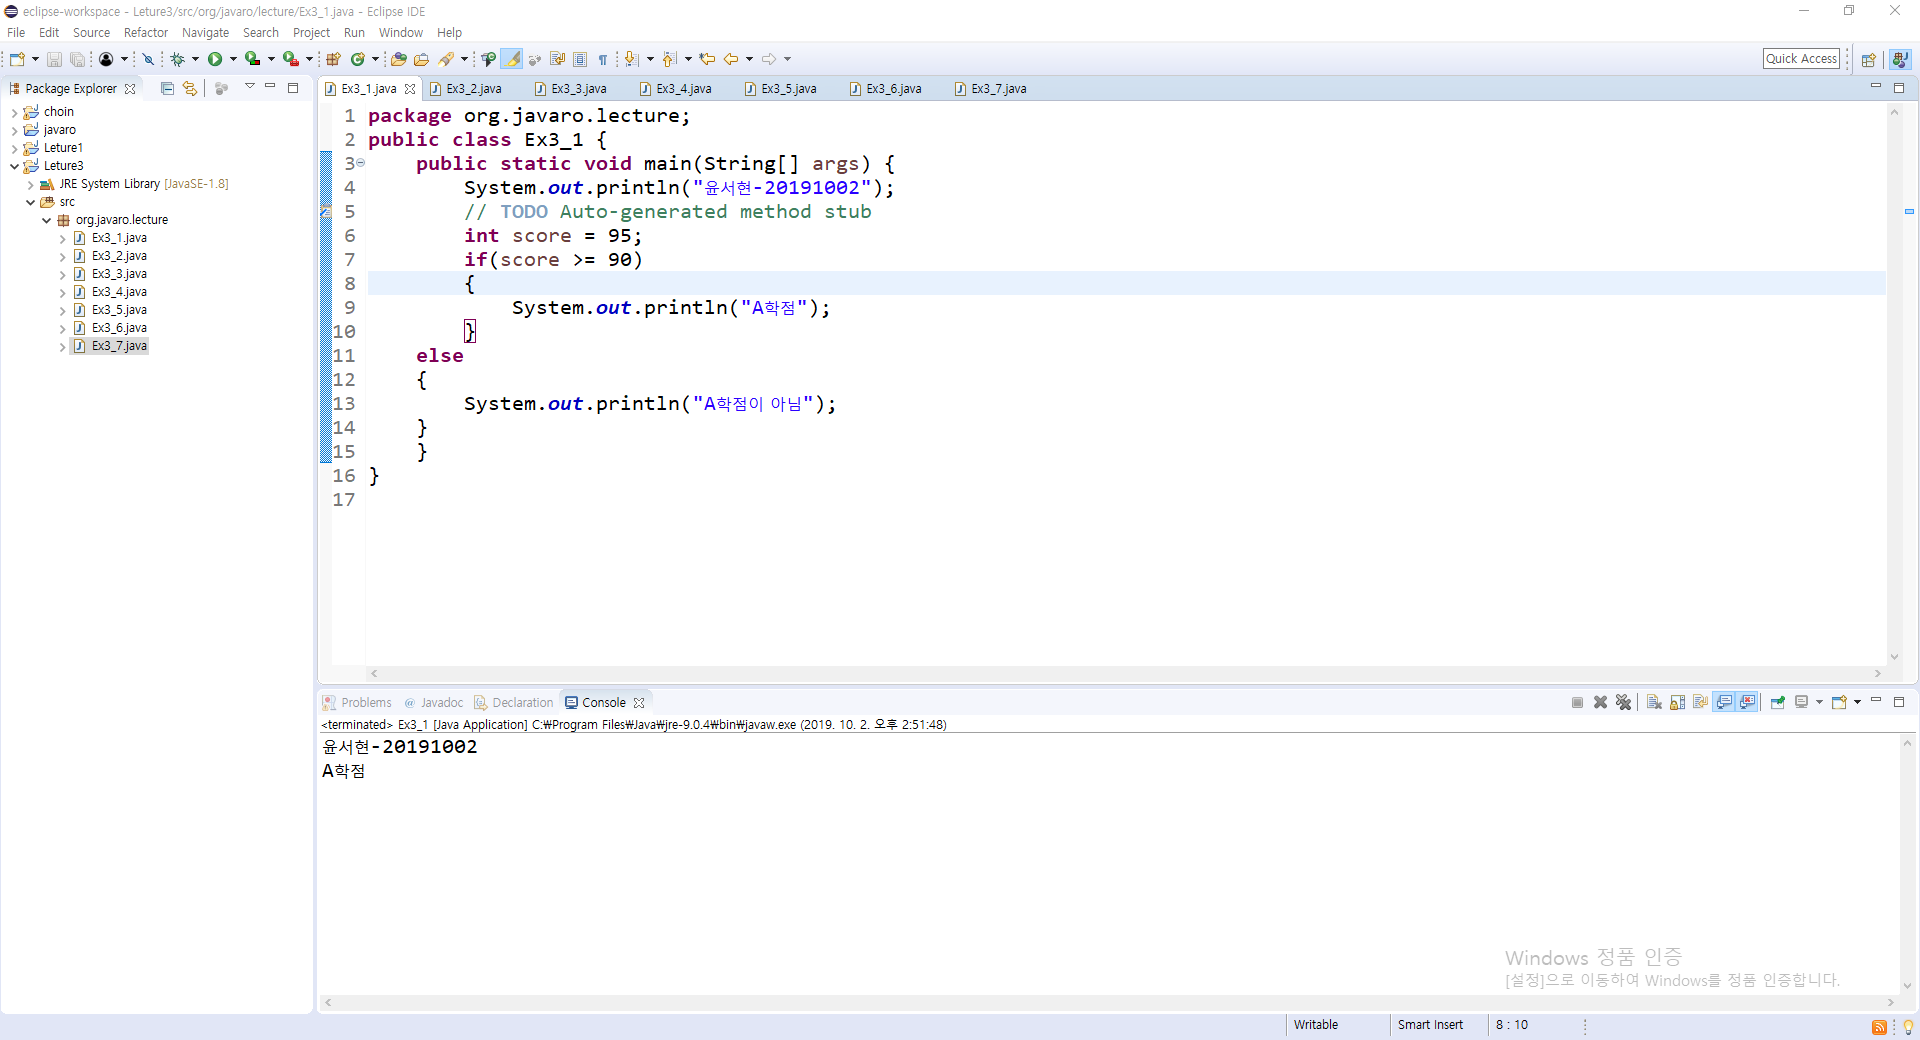 eclipse-workspace - Leture3/src/org/javaro/lecture/Ex3_1.java - Eclipse IDE
File Edit Source Refactor Navigate Search Project Run Window Help
Quick Access
Package Explorer
choin
javaro
Leture1
Leture3
JRE System Library [JavaSE-1.8]
src
org.javaro.lecture
Ex3_1.java
Ex3_2.java
Ex3_3.java
Ex3_4.java
Ex3_5.java
Ex3_6.java
Ex3_7.java
Ex3_1.java Ex3_2.java Ex3_3.java Ex3_4.java Ex3_5.java Ex3_6.java Ex3_7.java
1 package org.javaro.lecture;
2 public class Ex3_1 {
3 public static void main(String[] args) {
4 System.out.println("윤서현-20191002");
5 // TODO Auto-generated method stub
6 int score = 95;
7 if(score >= 90)
8 {
9 System.out.println("A학점");
10 }
11 else
12 {
13 System.out.println("A학점이 아님");
14 }
15 }
16 }
17
Problems @ Javadoc Declaration Console
<terminated> Ex3_1 [Java Application] C:₩Program Files₩Java₩jre-9.0.4₩bin₩javaw.exe (2019. 10. 2. 오후 2:51:48)
윤서현-20191002
A학점
Windows 정품 인증
[설정]으로 이동하여 Windows를 정품 인증합니다.
Writable Smart Insert 8 : 10